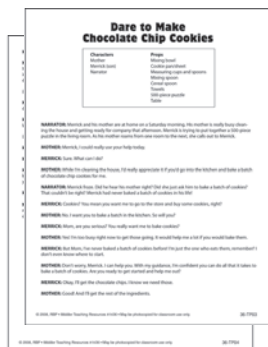 Dare to Make
Chocolate Chip Cookies
Characters
Mother
Merrick (son)
Narrator
Props
Mixing bowl
Cookie pan/sheet
Measuring cups and spoons
Mixing spoon
Cereal spoon
Towels
500-piece puzzle
Table
NARRATOR: Merrick and his mother are at home on a Saturday morning. His mother is really busy clean-
ing the house and getting ready for company that afternoon. Merrick is trying to put together a 500-piece
puzzle in the living room. As his mother swoops from one room to the next, she calls out to Merrick.
MOTHER: Merrick, I could really use your help today.
MERRICK: Sure. What can I do?
MOTHER: While I'm cleaning the house, I'd really appreciate it if you'd go into the kitchen and bake a batch
of chocolate chip cookies for me.
NARRATOR: Merrick froze. Did he hear his mother right? Did she just ask him to bake a batch of cookies?
That couldn't be right? Merrick had never baked a batch of cookies in his life!
MERRICK: Cookies? You mean you want me to go to the store and buy some cookies, right?
MOTHER: No. I want you to bake a batch in the kitchen. So will you?
MERRICK: Mom, are you serious? You really want me to bake cookies?
MOTHER: Yes! I'm too busy right now to get those going. It would help me a lot if you would bake them.
MERRICK: But Mom, I've never baked a batch of cookies before! I'm just the one who eats them, remember? I
don't even know where to start.
MOTHER: Don't worry, Merrick. I can help you. With my guidance, I'm confident you can do all that it takes to
bake a batch of cookies. Are you ready to get started and help me out?
MERRICK: Okay, I'll get the chocolate chips. I know we need those.
MOTHER: Good! And I'll get the rest of the ingredients.